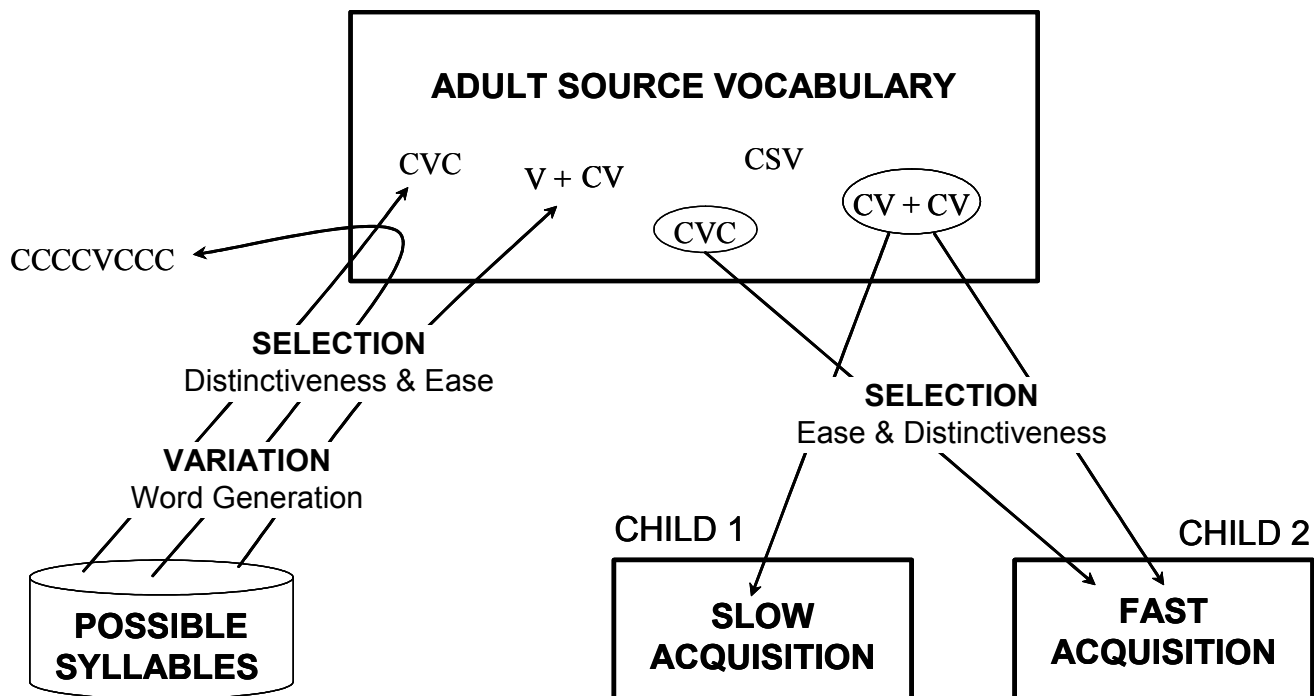 ADULT SOURCE VOCABULARY
CVC
V + CV
CSV
CVC
CV + CV
CCCCVCCC
SELECTION
Distinctiveness & Ease
VARIATION
Word Generation
POSSIBLE
SYLLABLES
SELECTION
Ease & Distinctiveness
CHILD 1
SLOW
ACQUISITION
CHILD 2
FAST
ACQUISITION